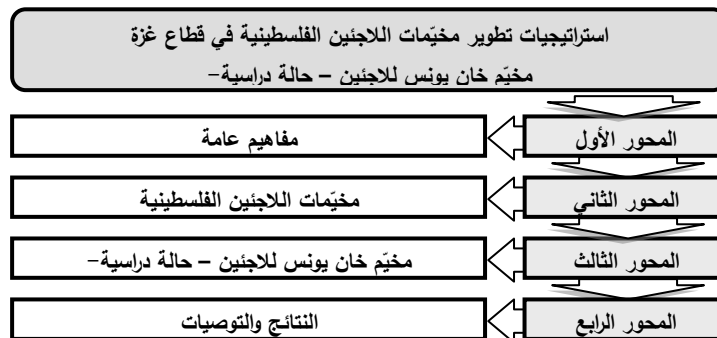 استراتيجيات تطوير مخيّمات اللاجئين الفلسطينية في قطاع غزة
مخيّم خان يونس للاجئين – حالة دراسية-
المحور الأول
مفاهيم عامة
المحور الثاني
مخيّمات اللاجئين الفلسطينية
المحور الثالث
مخيّم خان يونس للاجئين – حالة دراسية-
المحور الرابع
النتائج والتوصيات